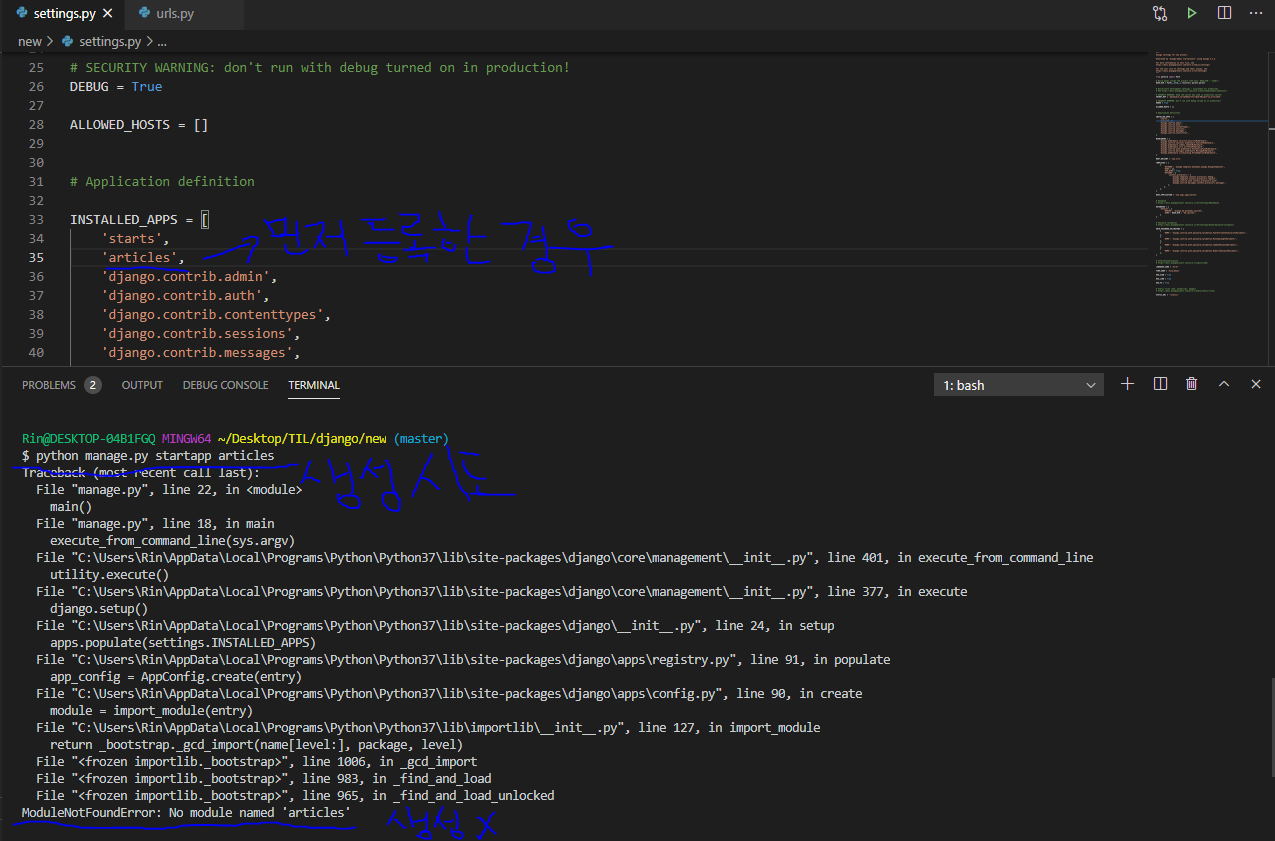 settings.py
urls.py
new > settings.py > ...
25 # SECURITY WARNING: don't run with debug turned on in production!
26 DEBUG = True
27
28 ALLOWED_HOSTS = []
29
30
31 # Application definition
32
33 INSTALLED_APPS = [
34 'starts',
먼저 등록한 경우
35 'articles',
36 'django.contrib.admin',
37 'django.contrib.auth',
38 'django.contrib.contenttypes',
39 'django.contrib.sessions',
40 'django.contrib.messages',
PROBLEMS 2 OUTPUT DEBUG CONSOLE TERMINAL 1: bash
Rin@DESKTOP-04B1FGQ MINGW64 ~/Desktop/TIL/django/new (master)
$ python manage.py startapp articles
생성 시도
Traceback (most recent call last):
File "manage.py", line 22, in <module>
main()
File "manage.py", line 18, in main
execute_from_command_line(sys.argv)
File "C:\Users\Rin\AppData\Local\Programs\Python\Python37\lib\site-packages\django\core\management\__init__.py", line 401, in execute_from_command_line
utility.execute()
File "C:\Users\Rin\AppData\Local\Programs\Python\Python37\lib\site-packages\django\core\management\__init__.py", line 377, in execute
django.setup()
File "C:\Users\Rin\AppData\Local\Programs\Python\Python37\lib\site-packages\django\__init__.py", line 24, in setup
apps.populate(settings.INSTALLED_APPS)
File "C:\Users\Rin\AppData\Local\Programs\Python\Python37\lib\site-packages\django\apps\registry.py", line 91, in populate
app_config = AppConfig.create(entry)
File "C:\Users\Rin\AppData\Local\Programs\Python\Python37\lib\site-packages\django\apps\config.py", line 90, in create
module = import_module(entry)
File "C:\Users\Rin\AppData\Local\Programs\Python\Python37\lib\importlib\__init__.py", line 127, in import_module
return _bootstrap._gcd_import(name[level:], package, level)
File "<frozen importlib._bootstrap>", line 1006, in _gcd_import
File "<frozen importlib._bootstrap>", line 983, in _find_and_load
File "<frozen importlib._bootstrap>", line 965, in _find_and_load_unlocked
ModuleNotFoundError: No module named 'articles'
생성 X